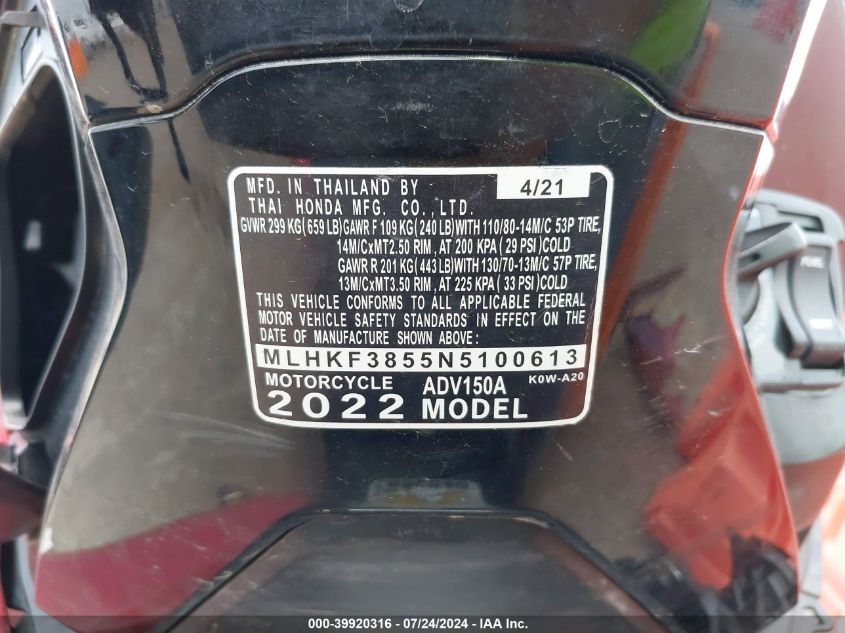 MFD. IN THAILAND BY 4/21
THAI HONDA MFG. CO.,LTD.
GVWR 299 KG( 659 LB)GAWR F 109 KG( 240 LB)WITH 110/80-14M/C 53P TIRE,
14M/CxMT2.50 RIM, AT 200 KPA ( 29 PSI)COLD
GAWR R 201 KG( 443 LB)WITH 130/70-13M/C 57P TIRE,
13M/CxMT3.50 RIM, AT 225 KPA ( 33 PSI)COLD
THIS VEHICLE CONFORMS TO ALL APPLICABLE FEDERAL
MOTOR VEHICLE SAFETY STANDARDS IN EFFECT ON THE
DATE OF MANUFACTURE SHOWN ABOVE:
MLHKF3855N5100613
MOTORCYCLE ADV150A K0W-A20
2022 MODEL
000-39920316 - 07/24/2024 - IAA Inc.